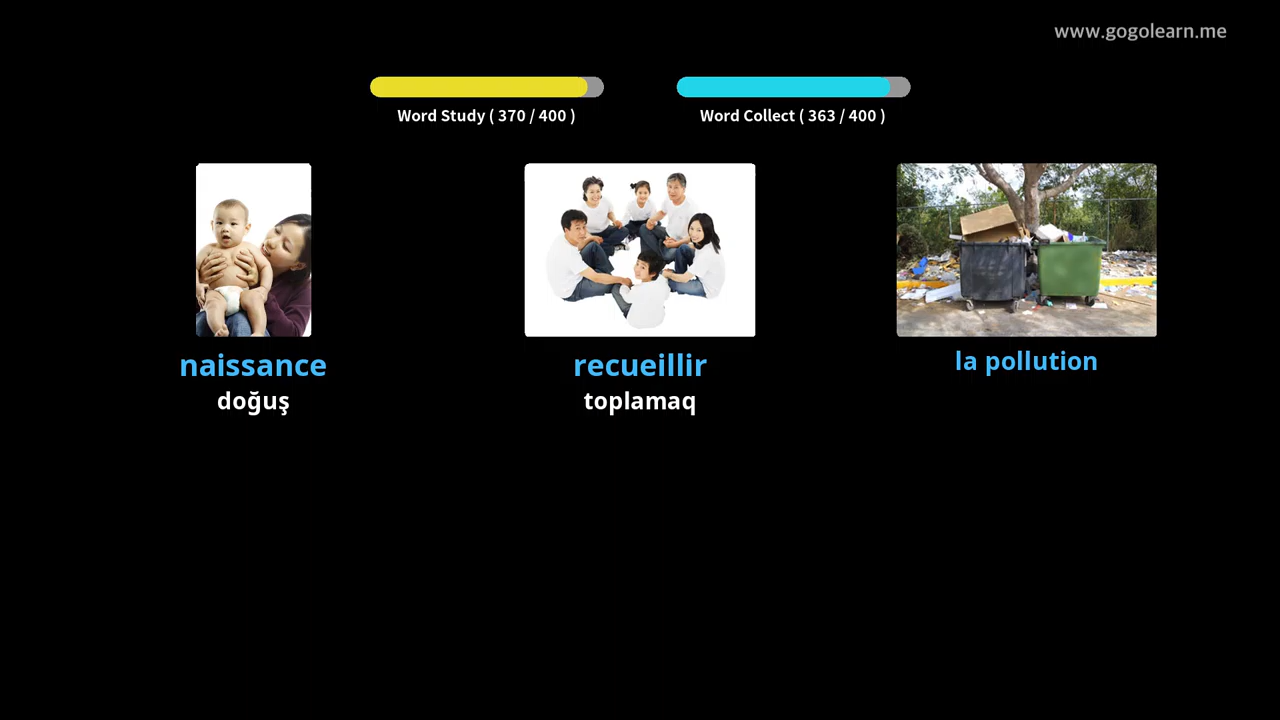 www.gogolearn.me
Word Study ( 370 / 400 )
Word Collect ( 363 / 400 )
naissance
doğuş
recueillir
toplamaq
la pollution